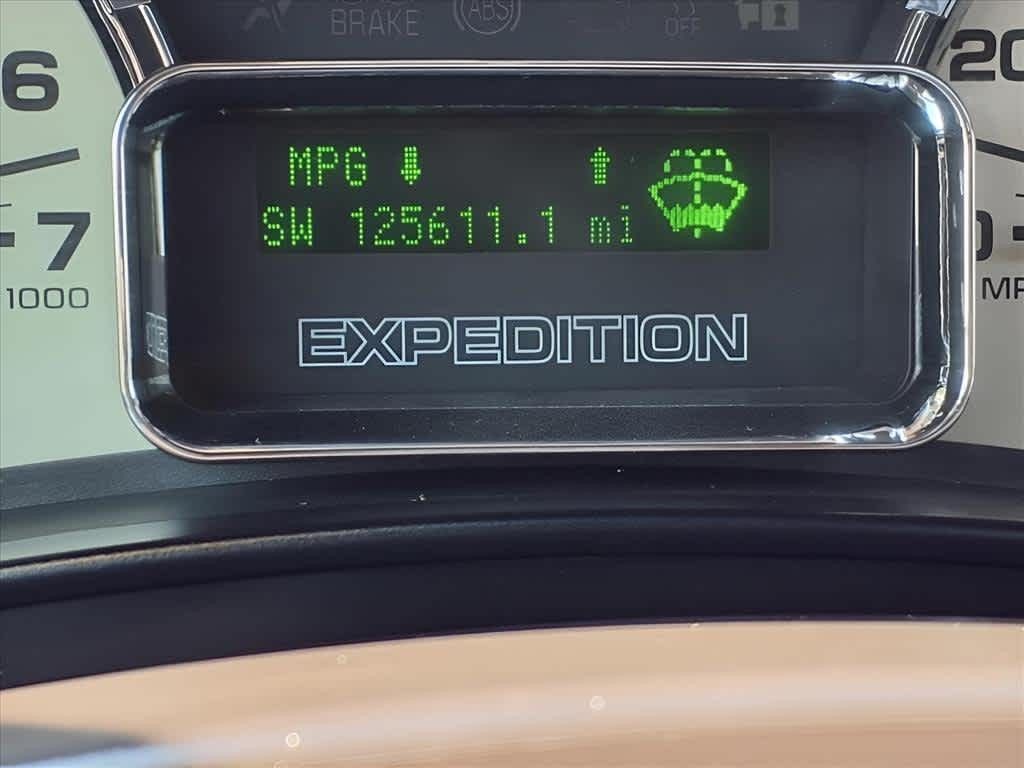 BRAKE
ABS
OFF
6
20
MPG
SW 125611.1 mi
7
1000
EXPEDITION